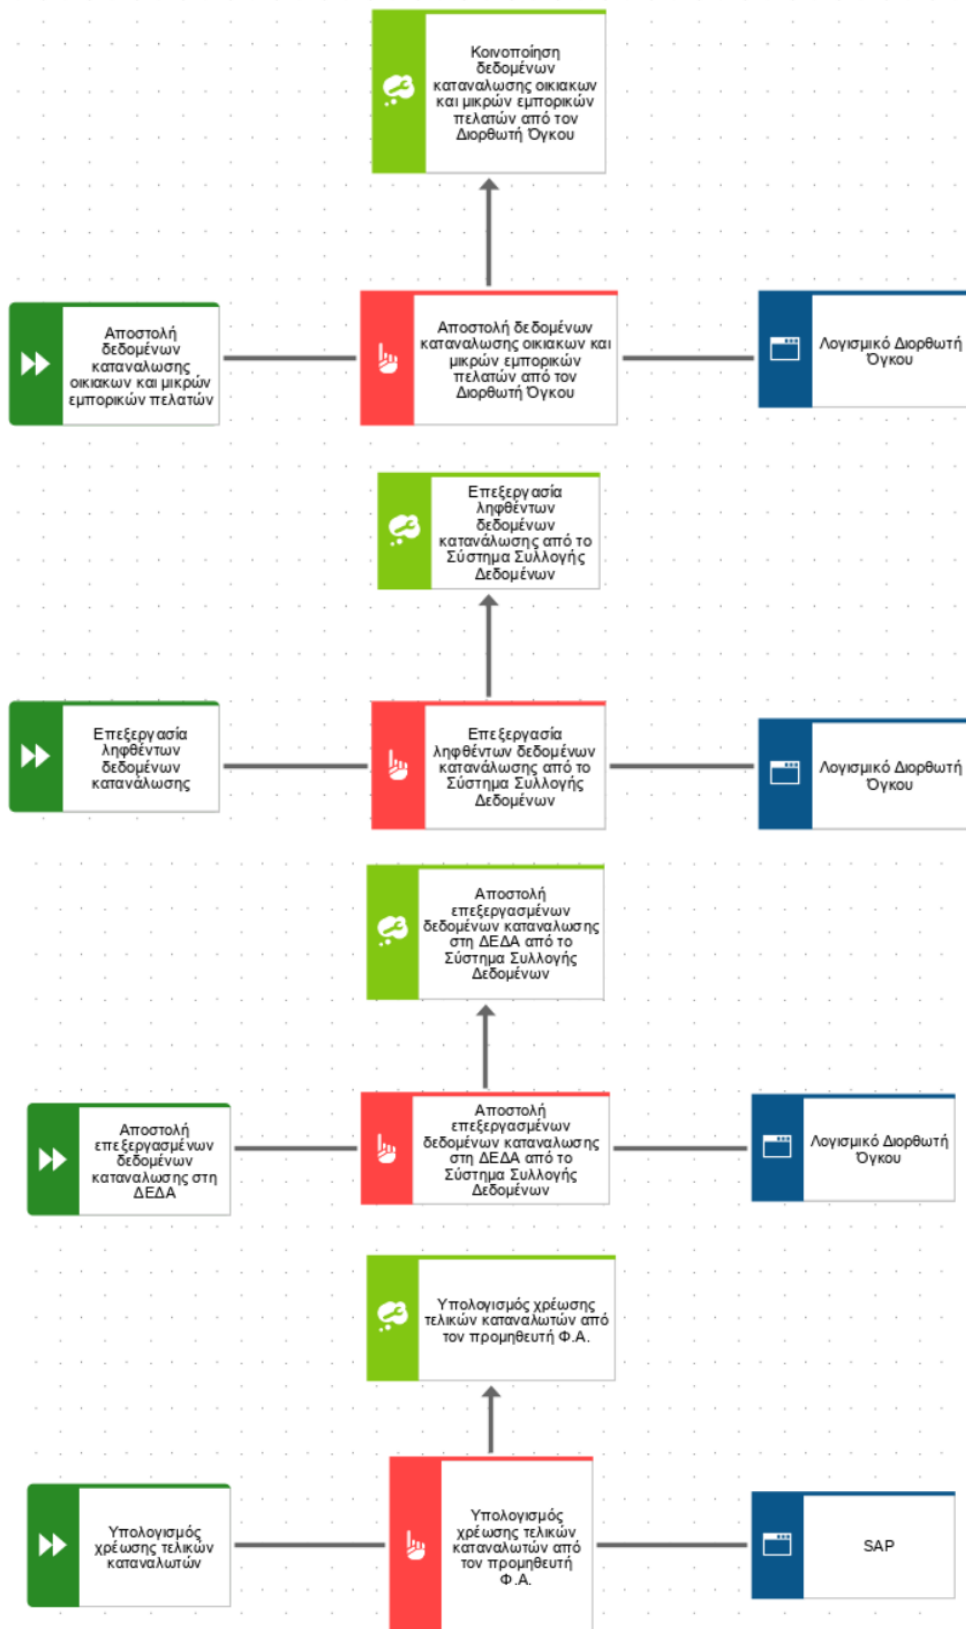 Κοινοποίηση
δεδομένων
καταναλωσης οικιακων
και μικρών εμπορικών
πελατών από τον
Διορθωτή Όγκου
Αποστολή
δεδομένων
καταναλωσης
οικιακων και μικρών
εμπορικών πελατών
Αποστολή δεδομένων
καταναλωσης οικιακων και
μικρών εμπορικών
πελατών από τον
Διορθωτή Όγκου
Λογισμικό Διορθωτή
Όγκου
Επεξεργασία
ληφθέντων
δεδομένων
κατανάλωσης από το
Σύστημα Συλλογής
Δεδομένων
Επεξεργασία
ληφθέντων
δεδομένων
κατανάλωσης
Επεξεργασία
ληφθέντων δεδομένων
κατανάλωσης από το
Σύστημα Συλλογής
Δεδομένων
Λογισμικό Διορθωτή
Όγκου
Αποστολή
επεξεργασμένων
δεδομένων καταναλωσης
στη ΔΕΔΑ από το
Σύστημα Συλλογής
Δεδομένων
Αποστολή
επεξεργασμένων
δεδομένων
καταναλωσης στη
ΔΕΔΑ
Αποστολή
επεξεργασμένων
δεδομένων καταναλωσης
στη ΔΕΔΑ από το
Σύστημα Συλλογής
Δεδομένων
Λογισμικό Διορθωτή
Όγκου
Υπολογισμός χρέωσης
τελικών καταναλωτών από
τον προμηθευτή Φ.Α.
Υπολογισμός
χρέωσης τελικών
καταναλωτών
Υπολογισμός
χρέωσης τελικών
καταναλωτών από
τον προμηθευτή
Φ.Α.
SAP